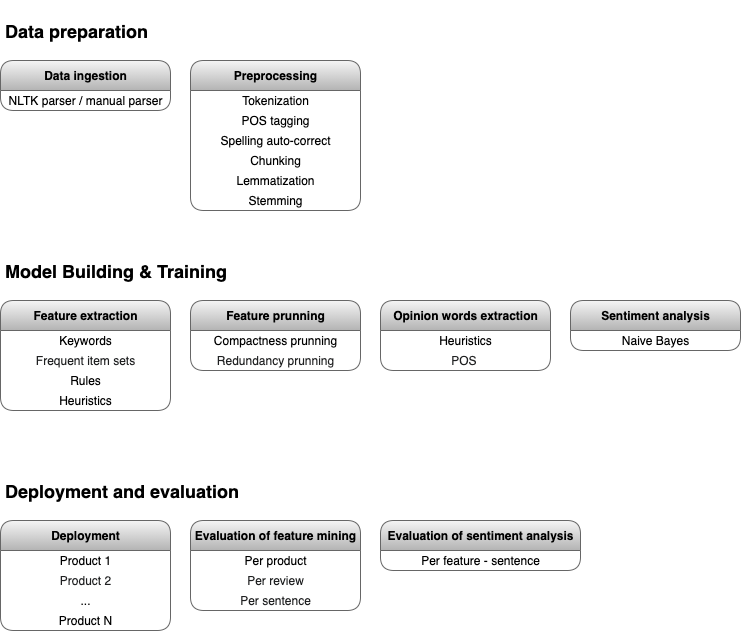 Data preparation
Data ingestion
NLTK parser / manual parser
Preprocessing
Tokenization
POS tagging
Spelling auto-correct
Chunking
Lemmatization
Stemming
Model Building & Training
Feature extraction
Keywords
Frequent item sets
Rules
Heuristics
Feature prunning
Compactness prunning
Redundancy prunning
Opinion words extraction
Heuristics
POS
Sentiment analysis
Naive Bayes
Deployment and evaluation
Deployment
Product 1
Product 2
...
Product N
Evaluation of feature mining
Per product
Per review
Per sentence
Evaluation of sentiment analysis
Per feature - sentence